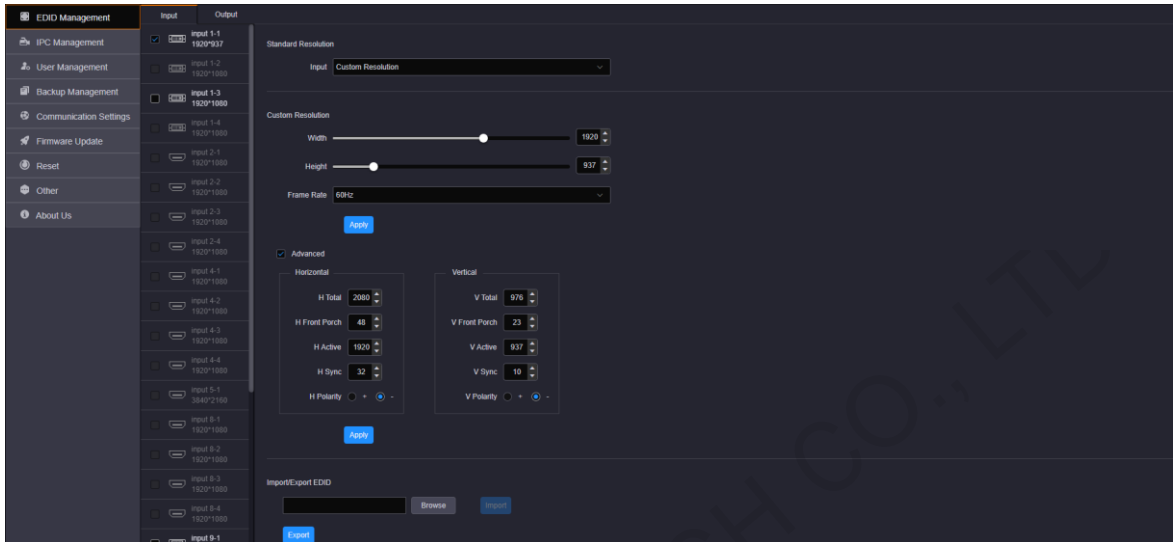 EDID Management
IPC Management
User Management
Backup Management
Communication Settings
Firmware Update
Reset
Other
About Us
Input Output
input 1-1
1920*937
input 1-2
1920*1080
input 1-3
1920*1080
input 1-4
1920*1080
input 2-1
1920*1080
input 2-2
1920*1080
input 2-3
1920*1080
input 2-4
1920*1080
input 4-1
1920*1080
input 4-2
1920*1080
input 4-3
1920*1080
input 4-4
1920*1080
input 5-1
3840*2160
input 8-1
1920*1080
input 8-2
1920*1080
input 8-3
1920*1080
input 8-4
1920*1080
input 9-1
Standard Resolution
Input Custom Resolution
Custom Resolution
Width 1920
Height 937
Frame Rate 60Hz
Apply
Advanced
Horizontal Vertical
H Total 2080 V Total 976
H Front Porch 48 V Front Porch 23
H Active 1920 V Active 937
H Sync 32 V Sync 10
H Polarity + - V Polarity + -
Apply
Import/Export EDID
Browse Import
Export
CO., LTD